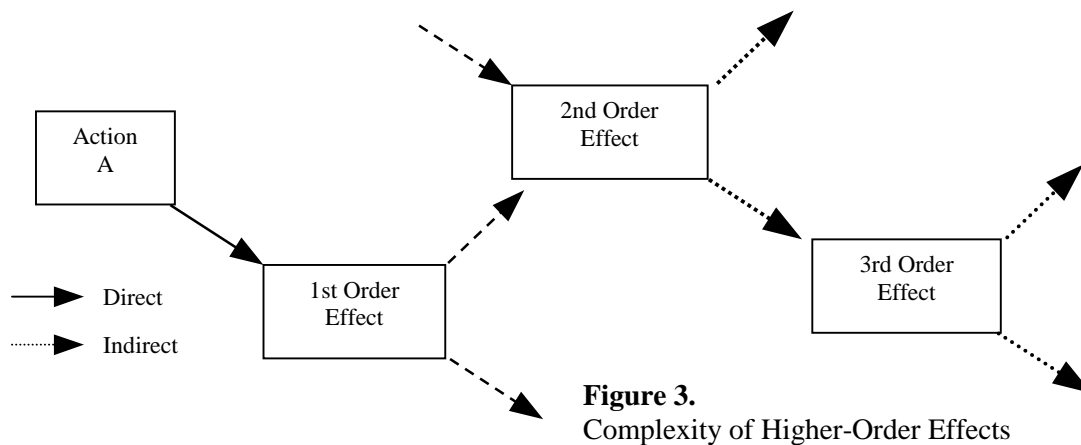 2nd Order
Effect
Action
A
1st Order
Effect
3rd Order
Effect
Direct
Indirect
Figure 3.
Complexity of Higher-Order Effects